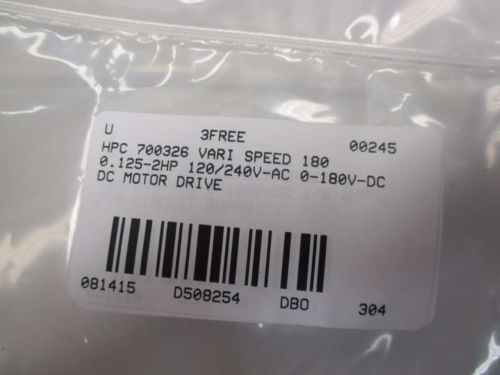 U 3FREE 00245
HPC 700326 VARI SPEED 180
0.125-2HP 120/240V-AC 0-180V-DC
DC MOTOR DRIVE
081415 D508254 DBO 304